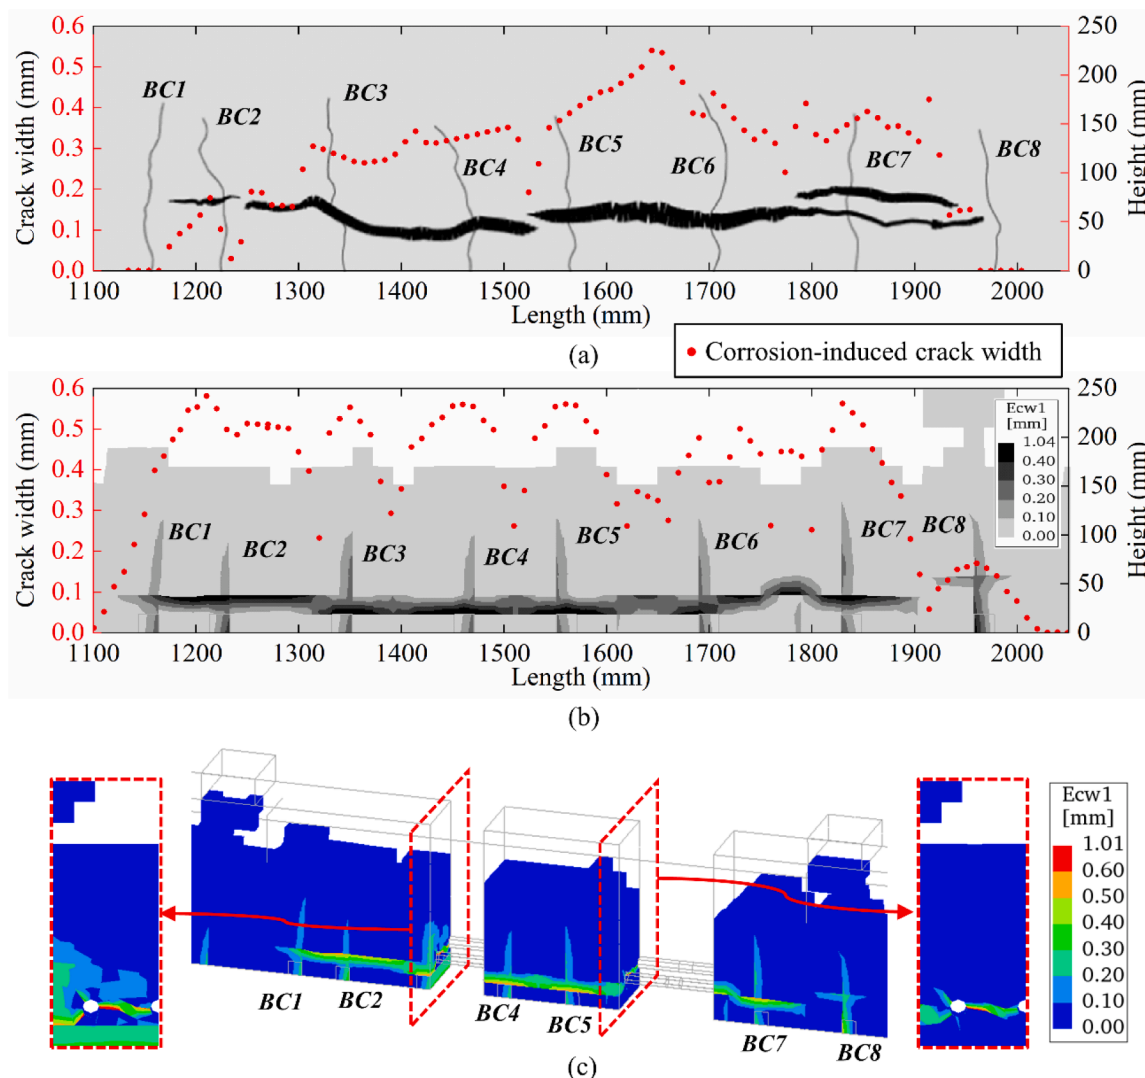 0.6
0.5
0.4
0.3
0.2
0.1
0.0
Crack width (mm)
250
200
150
100
50
0
Height (mm)
BC1
BC2
BC3
BC4
BC5
BC6
BC7
BC8
1100 1200 1300 1400 1500 1600 1700 1800 1900 2000
Length (mm)
(a)
Corrosion-induced crack width
0.6
0.5
0.4
0.3
0.2
0.1
0.0
Crack width (mm)
250
200
150
100
50
0
Height (mm)
Ecw1
[mm]
1.04
0.40
0.30
0.20
0.10
0.00
BC1
BC2
BC3
BC4
BC5
BC6
BC7
BC8
1100 1200 1300 1400 1500 1600 1700 1800 1900 2000
Length (mm)
(b)
Ecw1
[mm]
1.01
0.60
0.40
0.30
0.20
0.10
0.00
BC1
BC2
BC4
BC5
BC7
BC8
(c)